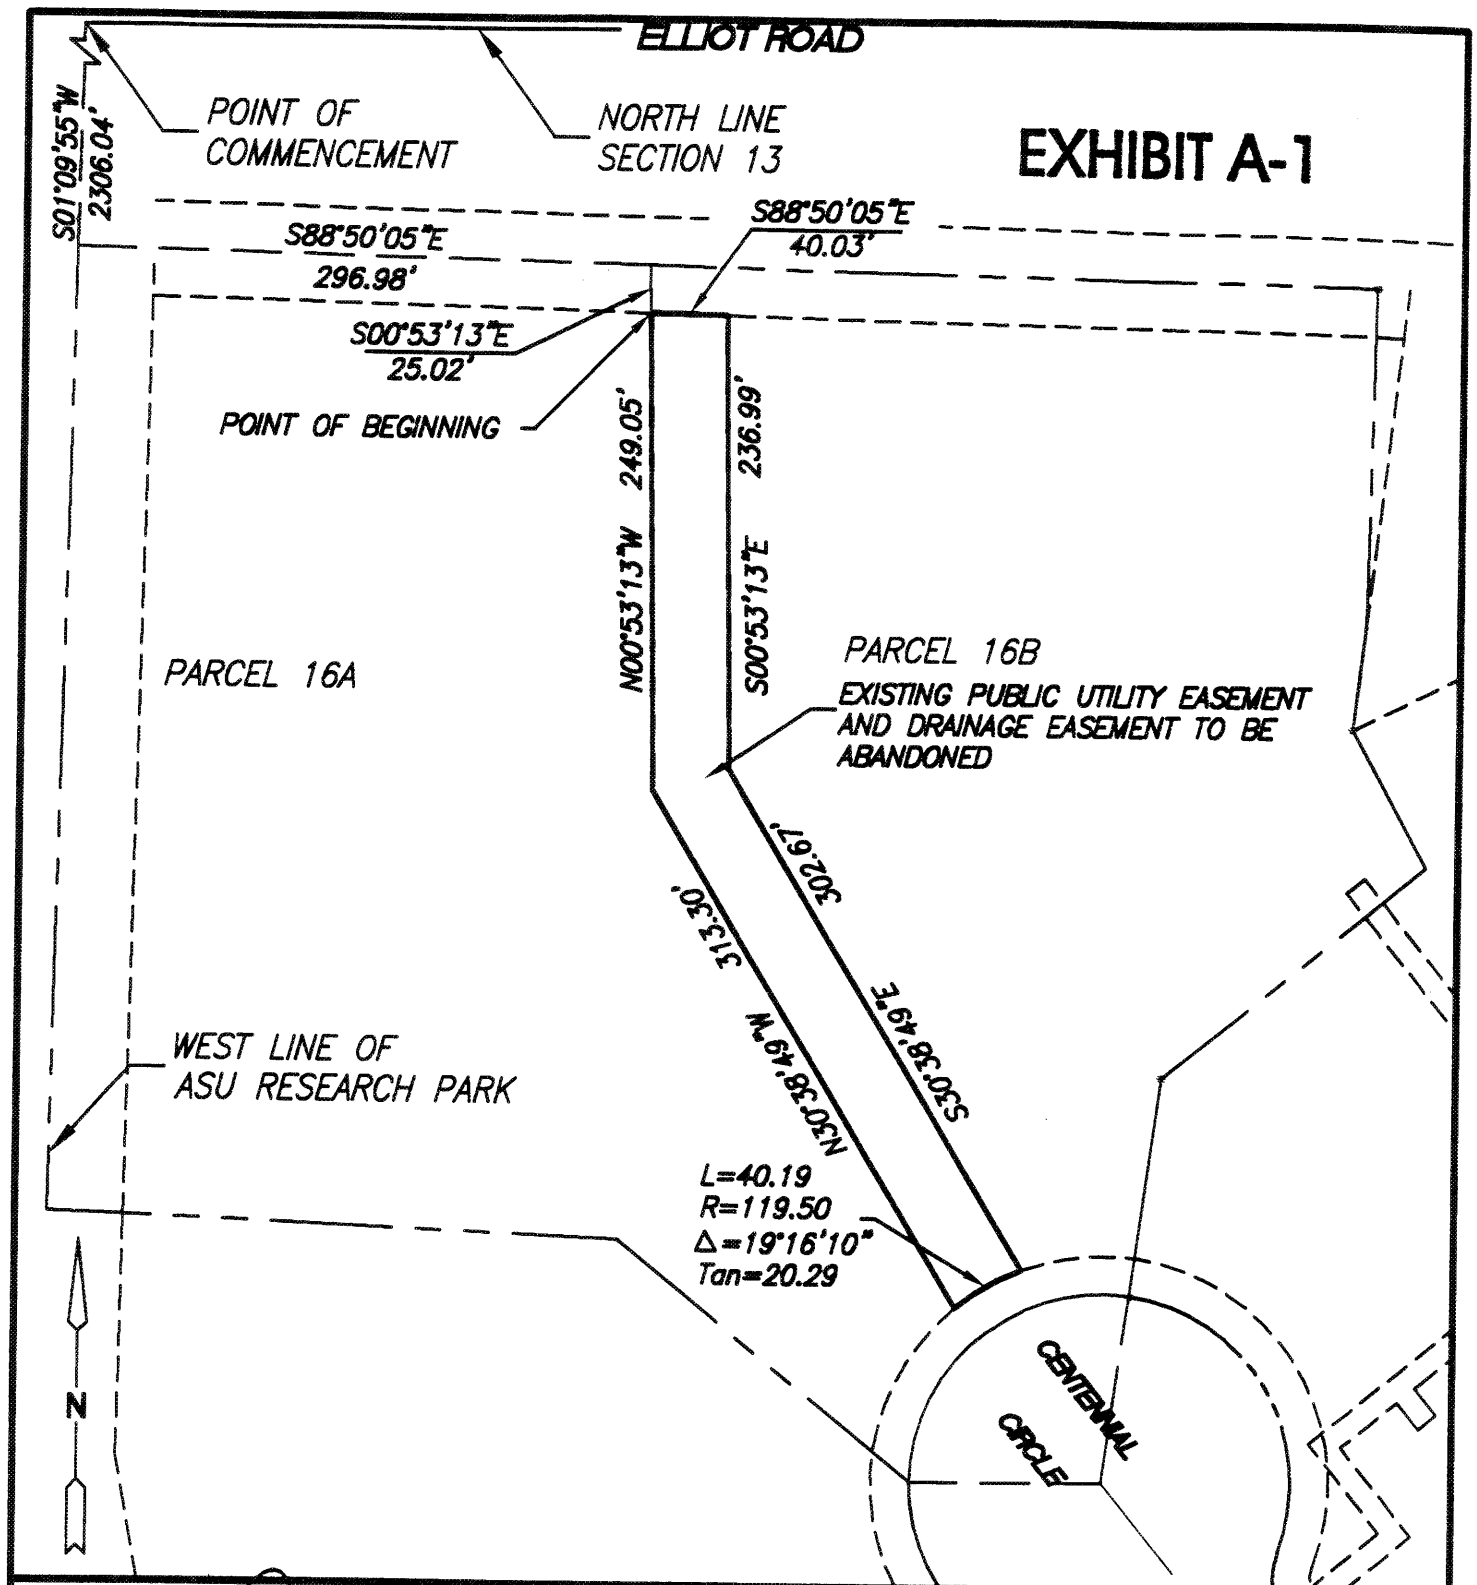 ELLIOT ROAD
POINT OF
COMMENCEMENT
NORTH LINE
SECTION 13
EXHIBIT A-1
S01°09'55"W
2306.04'
S88°50'05"E
40.03'
S88°50'05"E
296.98'
S00°53'13"E
25.02'
POINT OF BEGINNING
N00°53'13"W 249.05'
S00°53'13"E 236.99'
PARCEL 16A
PARCEL 16B
EXISTING PUBLIC UTILITY EASEMENT
AND DRAINAGE EASEMENT TO BE
ABANDONED
302.67'
S30°38'49"E
313.30'
N30°38'49"W
WEST LINE OF
ASU RESEARCH PARK
L=40.19
R=119.50
Δ=19°16'10"
Tan=20.29
CENTENNIAL
CIRCLE
N